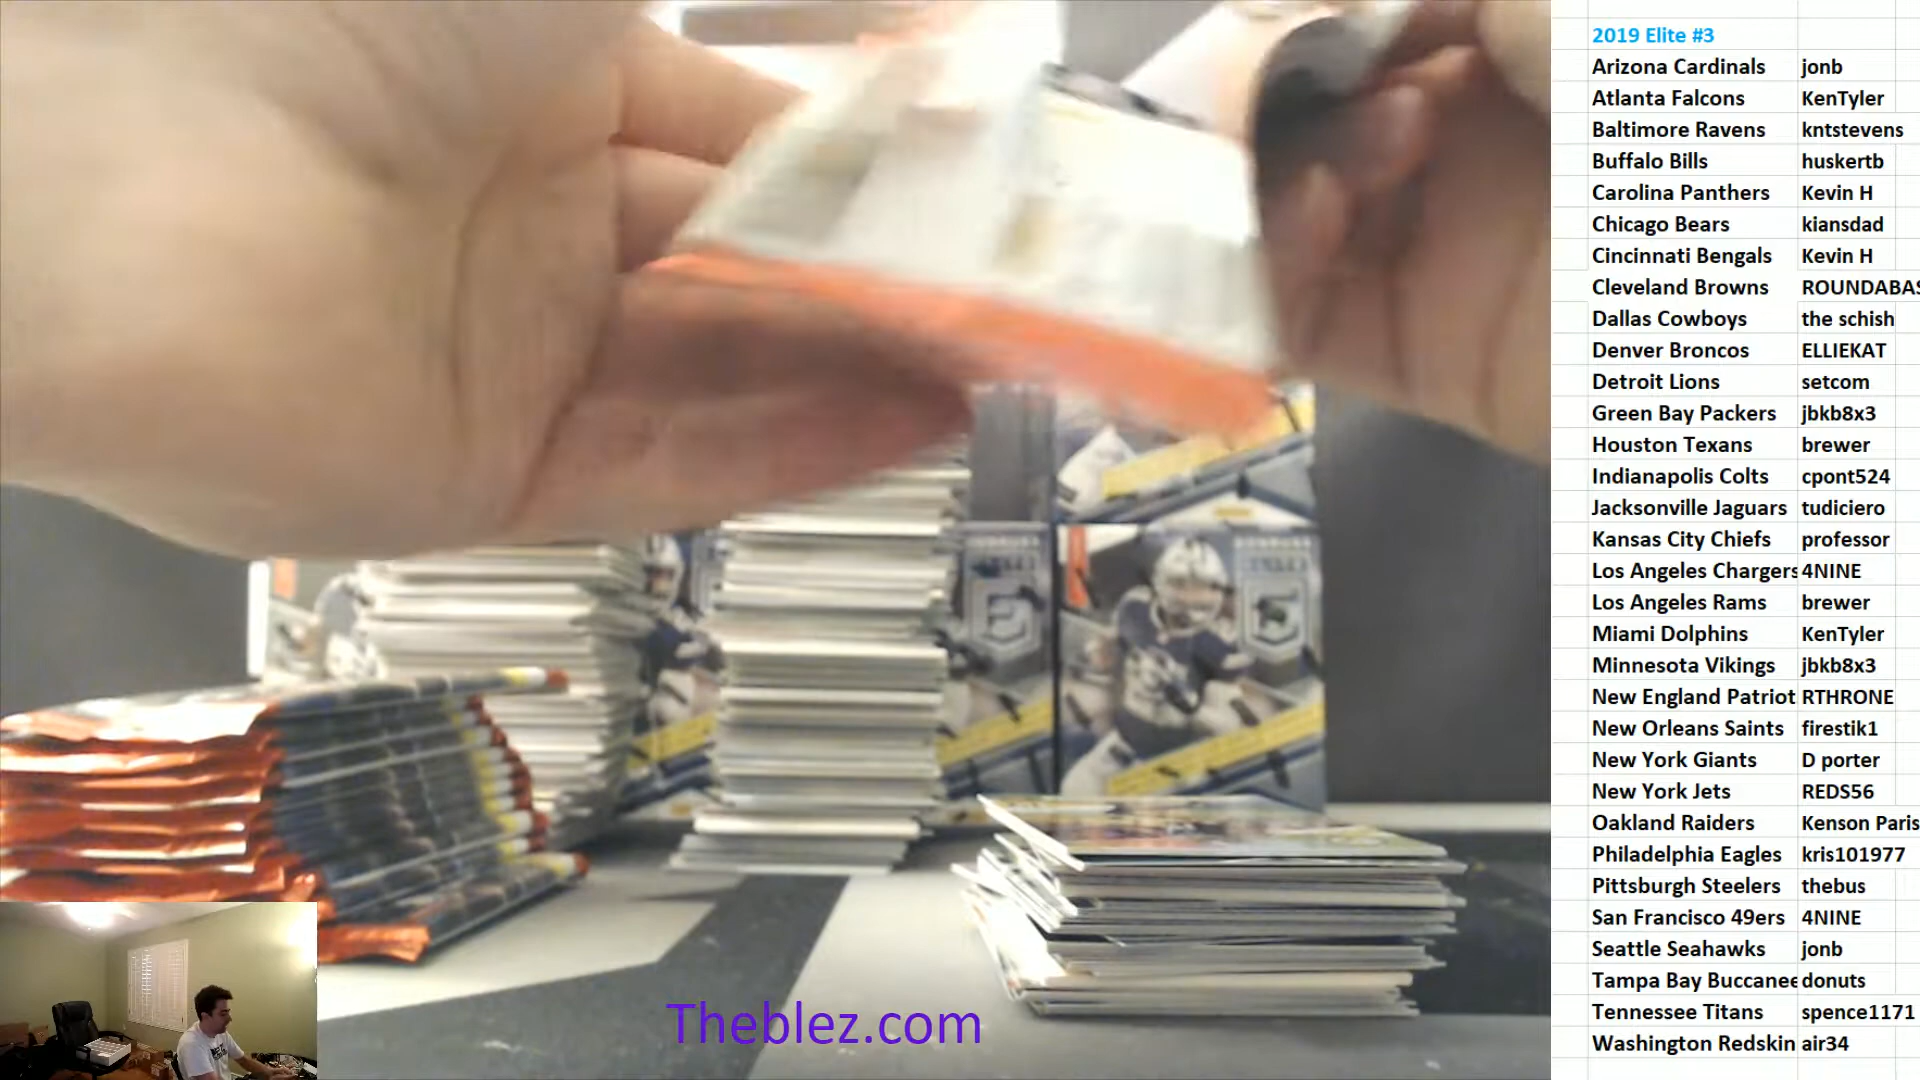 2019 Elite #3
Arizona Cardinals jonb
Atlanta Falcons KenTyler
Baltimore Ravens kntstevens
Buffalo Bills huskertb
Carolina Panthers Kevin H
Chicago Bears kiansdad
Cincinnati Bengals Kevin H
Cleveland Browns ROUNDABAS
Dallas Cowboys the schish
Denver Broncos ELLIEKAT
Detroit Lions setcom
Green Bay Packers jbkb8x3
Houston Texans brewer
Indianapolis Colts cpont524
Jacksonville Jaguars tudiciero
Kansas City Chiefs professor
Los Angeles Chargers 4NINE
Los Angeles Rams brewer
Miami Dolphins KenTyler
Minnesota Vikings jbkb8x3
New England Patriot RTHRONE
New Orleans Saints firestik1
New York Giants D porter
New York Jets REDS56
Oakland Raiders Kenson Paris
Philadelphia Eagles kris101977
Pittsburgh Steelers thebus
San Francisco 49ers 4NINE
Seattle Seahawks jonb
Tampa Bay Buccanee donuts
Tennessee Titans spence1171
Washington Redskin air34
Theblez.com